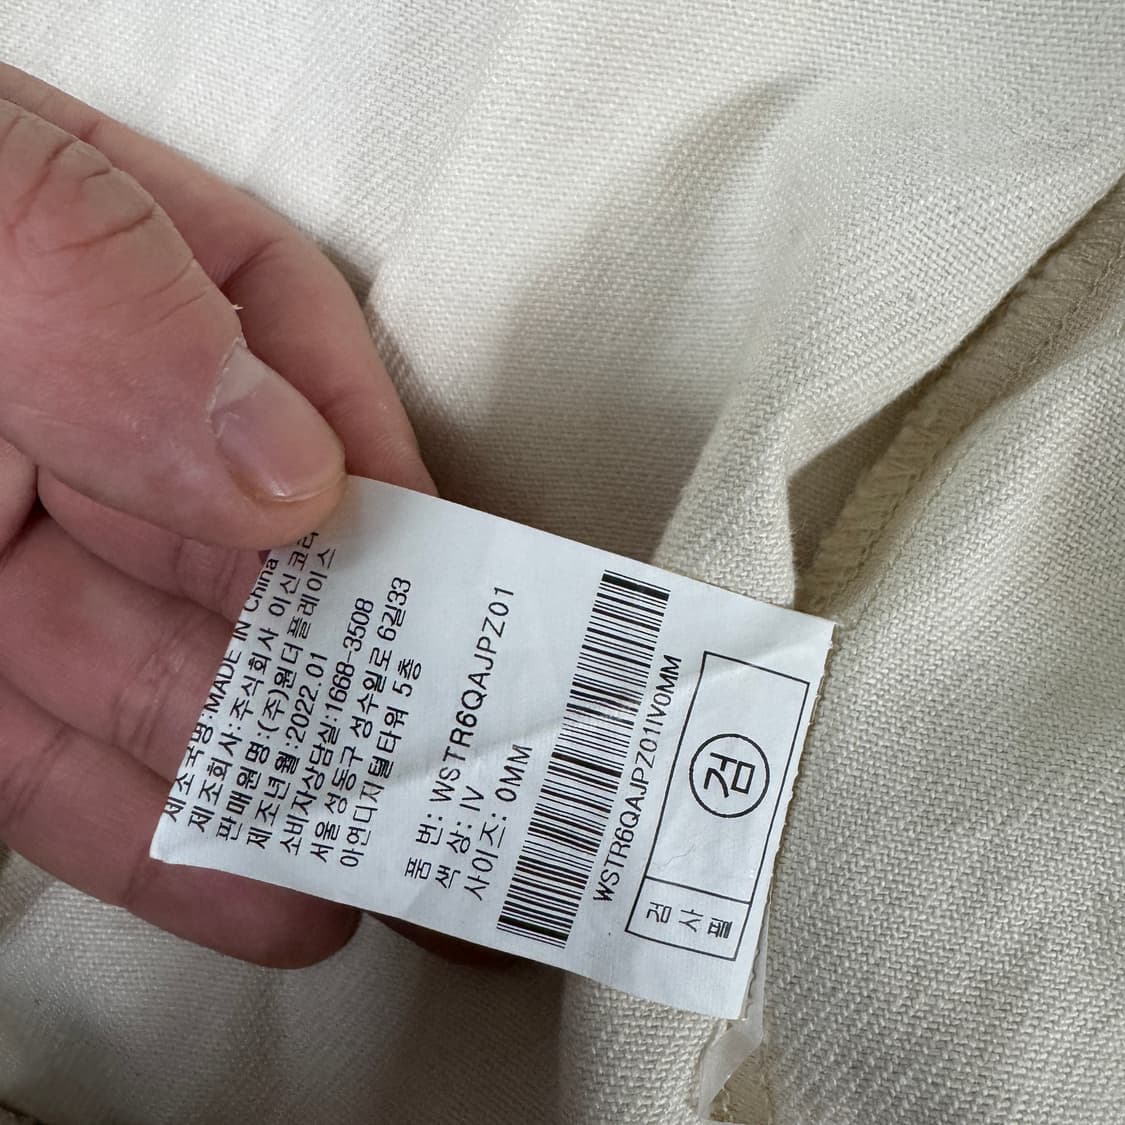 제조국명:MADE IN China
제조회사:주식회사 이신코리
판매원명:(주)원더플레이스
제조년월:2022.01
소비자상담실:1668-3508
서울 성동구 성수일로 6길33
아연디지털타워 5층
품 번: WSTR6QAJPZ01
색 상: IV
사이즈: 0MM
WSTR6QAJPZ01IV0MM
검
검사필